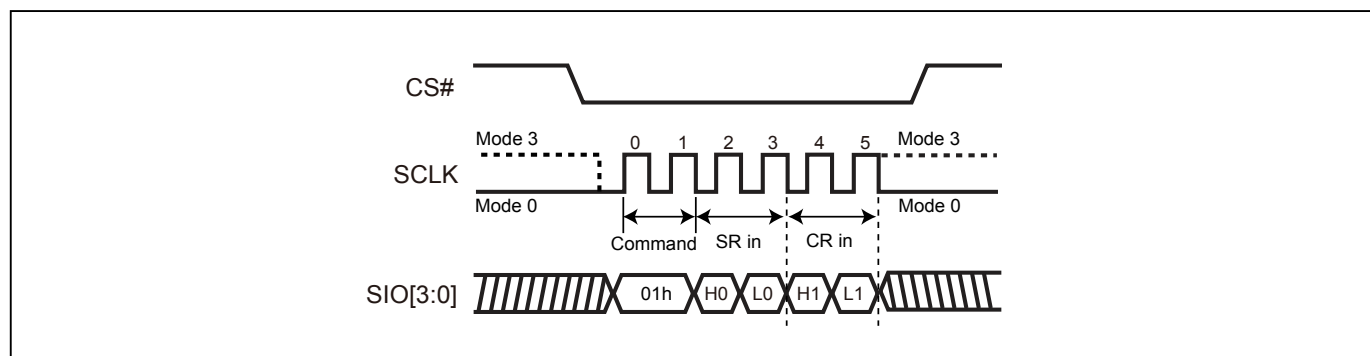 CS#
Mode 3 0 1 2 3 4 5 Mode 3
SCLK
Mode 0 Mode 0
Command SR in CR in
SIO[3:0] 01h H0 L0 H1 L1